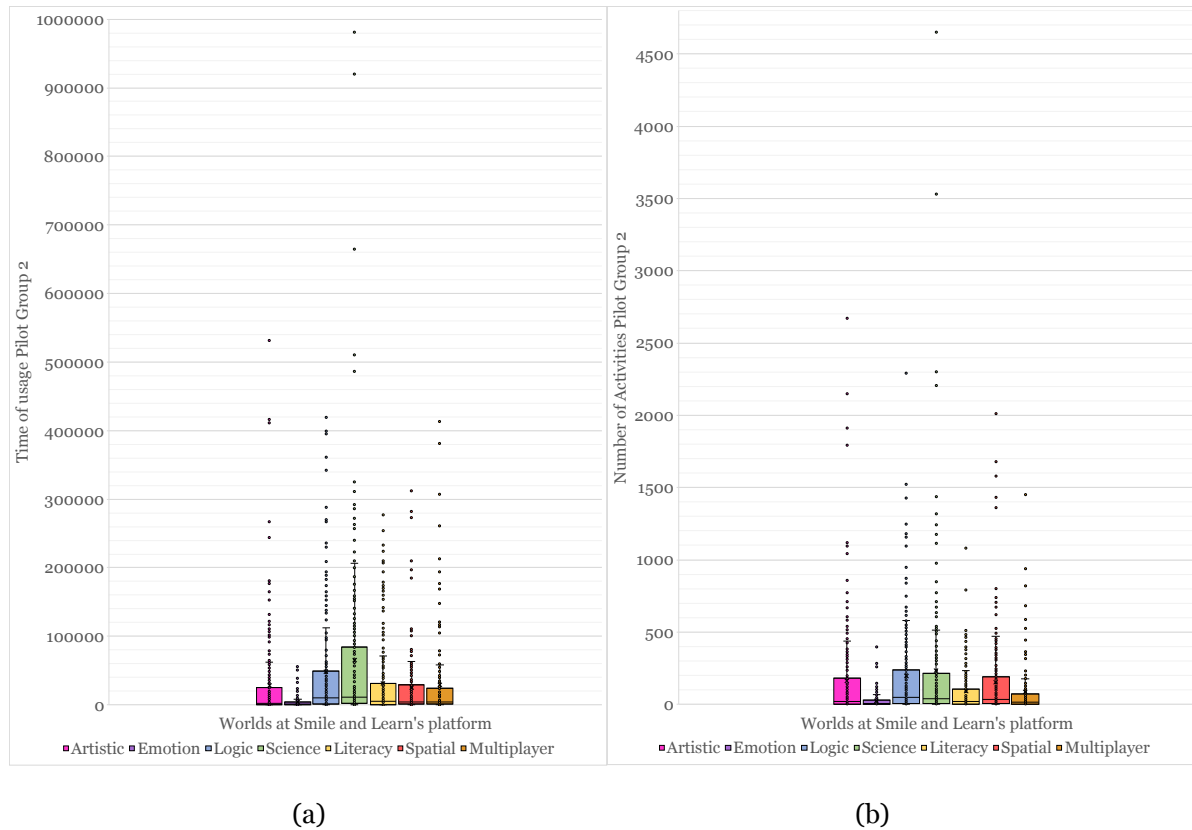 Time of usage Pilot Group 2
1000000
900000
800000
700000
600000
500000
400000
300000
200000
100000
0
Worlds at Smile and Learn's platform
Artistic Emotion Logic Science Literacy Spatial Multiplayer
(a)
Number of Activities Pilot Group 2
4500
4000
3500
3000
2500
2000
1500
1000
500
0
Worlds at Smile and Learn's platform
Artistic Emotion Logic Science Literacy Spatial Multiplayer
(b)